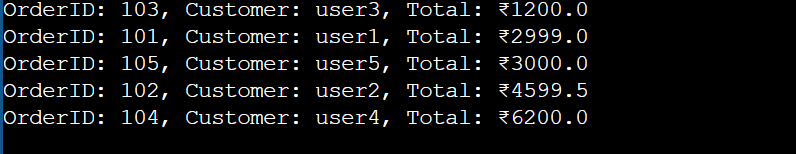 OrderID: 103, Customer: user3, Total: ₹1200.0
OrderID: 101, Customer: user1, Total: ₹2999.0
OrderID: 105, Customer: user5, Total: ₹3000.0
OrderID: 102, Customer: user2, Total: ₹4599.5
OrderID: 104, Customer: user4, Total: ₹6200.0